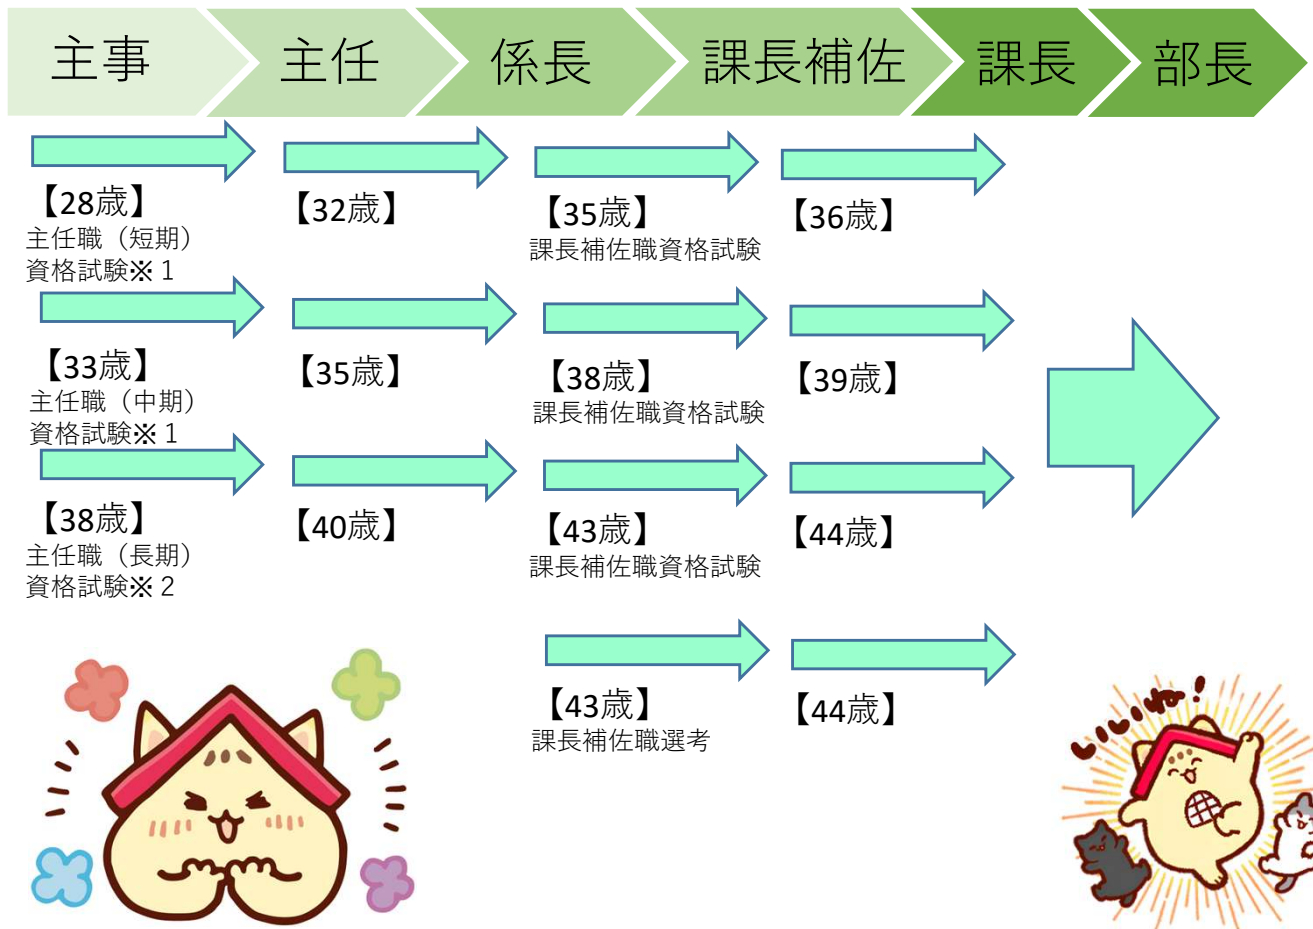 主事 主任 係長 課長補佐 課長 部長
【28歳】
主任職（短期）
資格試験※１
【32歳】
【35歳】
課長補佐職資格試験
【36歳】
【33歳】
主任職（中期）
資格試験※１
【35歳】
【38歳】
課長補佐職資格試験
【39歳】
【38歳】
主任職（長期）
資格試験※２
【40歳】
【43歳】
課長補佐職資格試験
【44歳】
【43歳】
課長補佐職選考
【44歳】